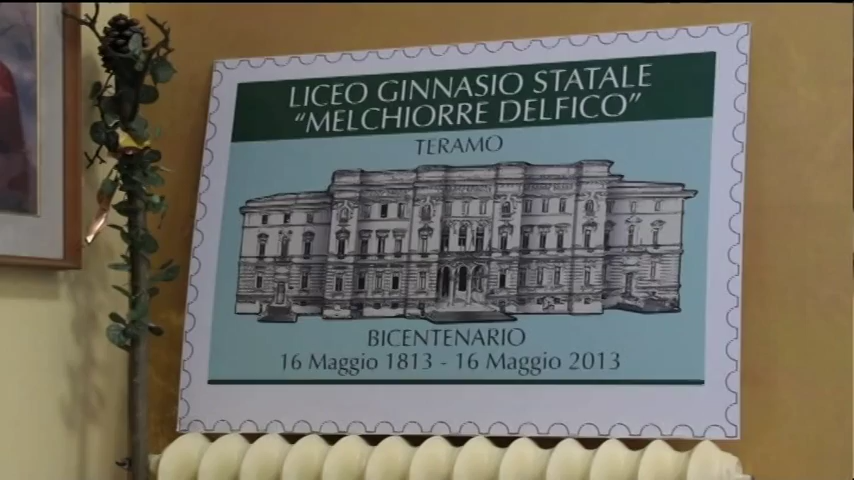 LICEO GINNASIO STATALE
"MELCHIORRE DELFICO"
TERAMO
BICENTENARIO
16 Maggio 1813 - 16 Maggio 2013